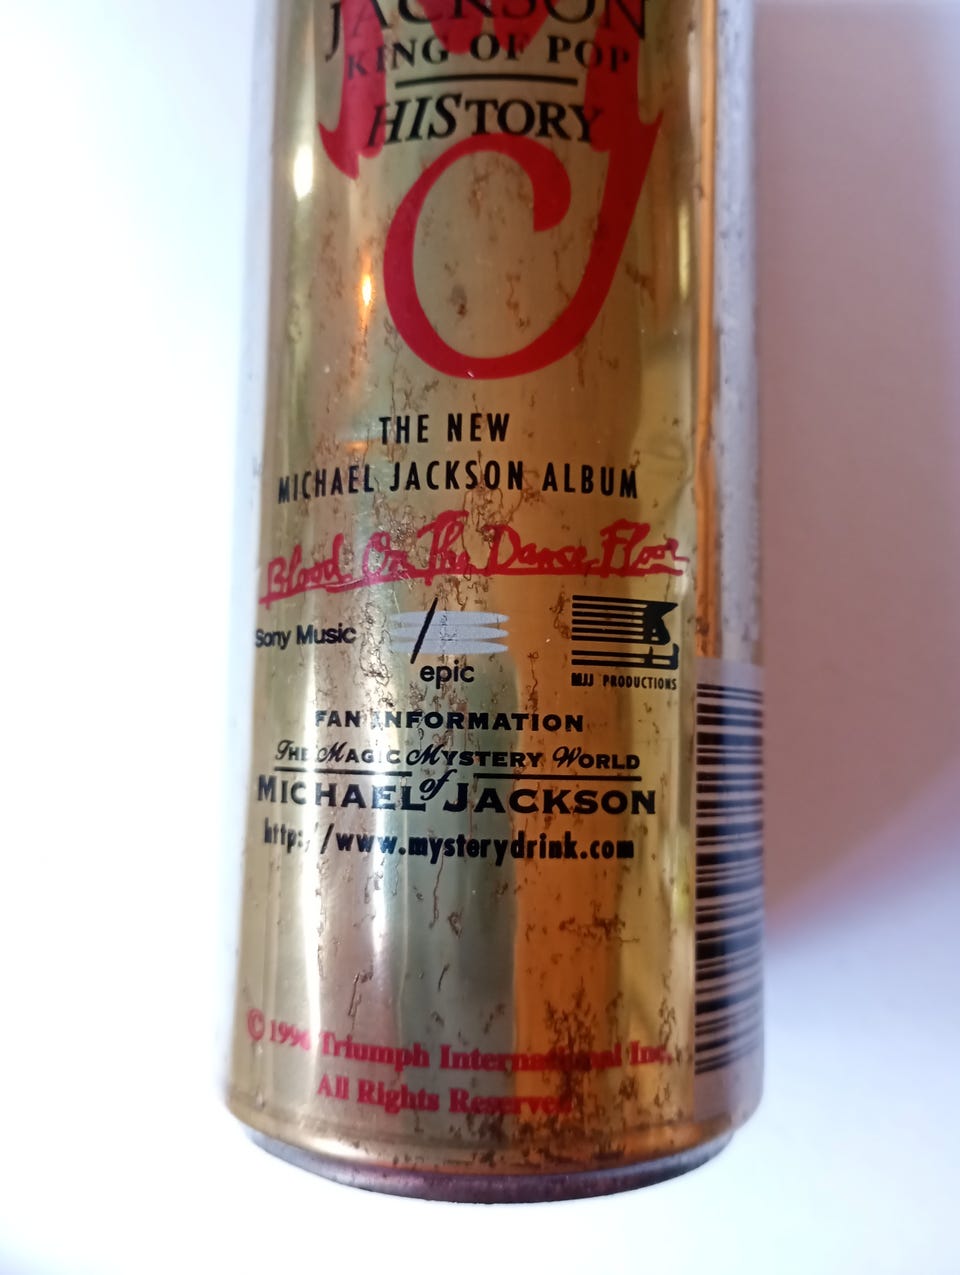 JACKSON
KING OF POP
HISTORY
THE NEW
MICHAEL JACKSON ALBUM
Blood On The Dance Floor
Sony Music
epic
MJJ PRODUCTIONS
FAN INFORMATION
THE MAGIC MYSTERY WORLD
of
MICHAEL JACKSON
http://www.mysterydrink.com
© 1996 Triumph International Inc.
All Rights Reserved